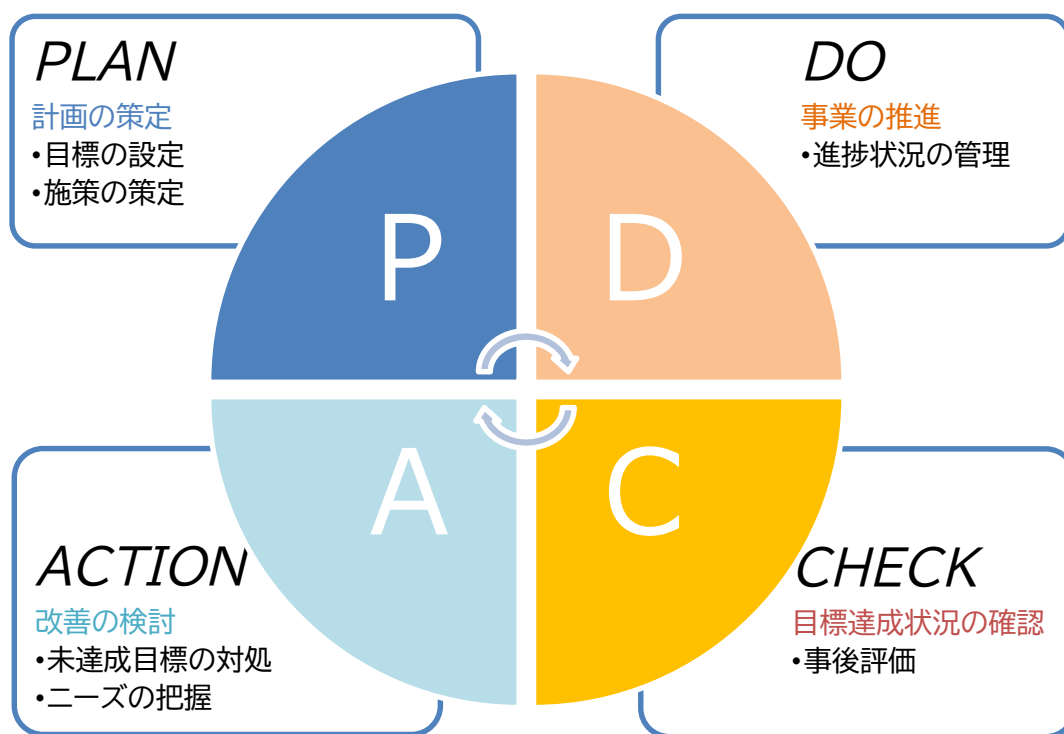 PLAN
計画の策定
•目標の設定
•施策の策定
DO
事業の推進
•進捗状況の管理
P
D
A
C
ACTION
改善の検討
•未達成目標の対処
•ニーズの把握
CHECK
目標達成状況の確認
•事後評価